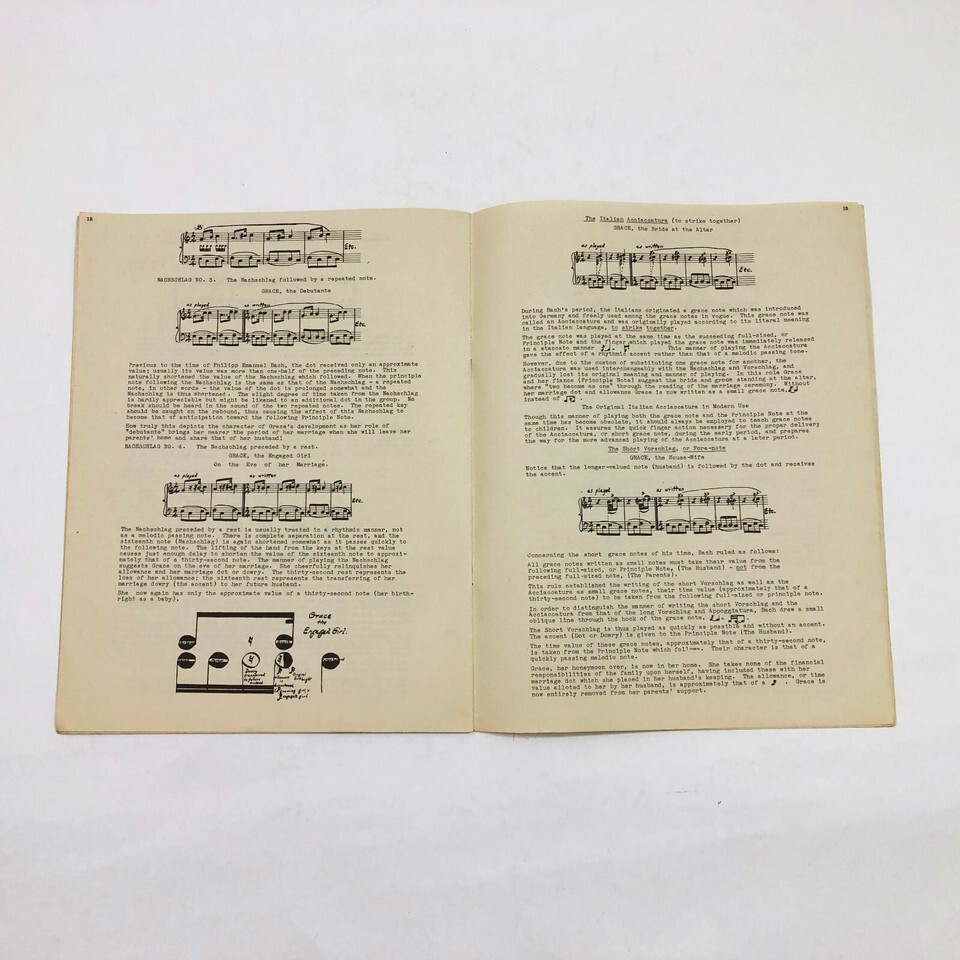 18
as played as written
Etc.
NACHSCHLAG NO. 3. The Nachschlag followed by a repeated note.
GRACE, the Debutante
as played as written
Etc.
Previous to the time of Philipp Emanuel Bach, the dot received only an approximate
value; usually its value was more than one-half of the preceding note. This
naturally shortened the value of the Nachschlag which followed. When the principle
note following the Nachschlag is the same as that of the Nachschlag - a repeated
note, in other words - the value of the dot is prolonged somewhat and the
Nachschlag is thus shortened. The slight degree of time taken from the Nachschlag
is hardly appreciable but might be likened to an additional dot in the group. No
break should be heard in the sound of the two repeated notes. The repeated key
should be caught on the rebound, thus causing the effect of this Nachschlag to
become that of anticipation toward the following Principle Note.
How truly this depicts the character of Grace's development as her role of
"debutante" brings her nearer the period of marriage when she will leave her
parents' home and share that of her husband!
NACHSCHLAG NO. 4. The Nachschlag preceded by a rest.
GRACE, the Engaged Girl
On the Eve of her Marriage.
as played as written
Etc.
The Nachschlag preceded by a rest is usually treated in a rhythmic manner, not
as a melodic passing note. There is complete separation at the rest, and the
sixteenth note (Nachschlag) is again shortened somewhat as it passes quickly to
the following note. The lifting of the hand from the keys at the rest value
causes just enough delay to shorten the value of the sixteenth note to approxi-
mately that of a thirty-second note. The manner of playing the Nachschlag
suggests Grace on the eve of her marriage. She cheerfully relinquishes her
allowance and her marriage dot or dowry. The thirty-second rest represents the
loss of her allowance; the sixteenth rest represents the transferring of her
marriage dowry (the accent) to her future husband.
She now again has only the approximate value of a thirty-second note (her birth-
right as a baby).
Grace
the
Engaged Girl.
The Italian Acciaccatura (to strike together)
GRACE, the Bride at the Altar
as played as written
Etc.
During Bach's period, the Italians originated a grace note which was introduced
into Germany and freely used among the grace notes in vogue. This grace note was
called an Acciaccatura and was originally played according to its literal meaning
in the Italian language, to strike together.
The grace note was played at the same time as the succeeding full-sized, or
Principle Note and the finger which played the grace note was immediately released
in a staccato manner This manner of playing the Acciaccatura
gave the effect of a rhythmic accent rather than that of a melodic passing tone.
However, due to the custom of substituting one grace note for another, the
Acciaccatura was used interchangeably with the Nachschlag and Vorschlag, and
gradually lost its original meaning and manner of playing. In this role Grace
and her fiance (Principle Note) suggest the bride and groom standing at the altar,
where "two become as one" through the reading of the marriage ceremony. Without
her marriage dot and allowance Grace is now written as a small grace note,
instead of .
The Original Italian Acciaccatura in Modern Use
Though this manner of playing both the grace note and the Principle Note at the
same time has become obsolete, it should always be employed to teach grace notes
to children. It assures the quick finger action necessary for the proper delivery
of the Acciaccatura, or short grace note, during the early period, and prepares
the way for the more advanced playing of the Acciaccatura at a later period.
The Short Vorschlag, or Fore-note
GRACE, the House-Wife
Notice that the longer-valued note (husband) is followed by the dot and receives
the accent.
as played as written
Etc.
Concerning the short grace notes of his time, Bach ruled as follows:
All grace notes written as small notes must take their value from the
following full-sized, or Principle Note, (The Husband) - not from the
preceding full-sized note, (The Parents).
This rule established the writing of the short Vorschlag as well as the
Acciaccatura as small grace notes, their time value (approximately that of a
thirty-second note) to be taken from the following full-sized or principle note.
In order to distinguish the manner of writing the short Vorschlag and the
Acciaccatura from that of the long Vorschlag and Appoggiatura, Bach drew a small
oblique line through the hook of the grace note,
The Short Vorschlag is thus played as quickly as possible and without an accent.
The accent (Dot or Dowry) is given to the Principle Note (The Husband).
The time value of these grace notes, approximately that of a thirty-second note,
is taken from the Principle Note which Their character is that of a
quickly passing melodic note.
Grace, her honeymoon over, is now in her home. She takes none of the financial
responsibilities of the family upon herself, having included these with her
marriage dot which she placed in her husband's keeping. The allowance, or time
value alloted to her by her husband, is approximately that of a . Grace is
now entirely removed from her parents' support.